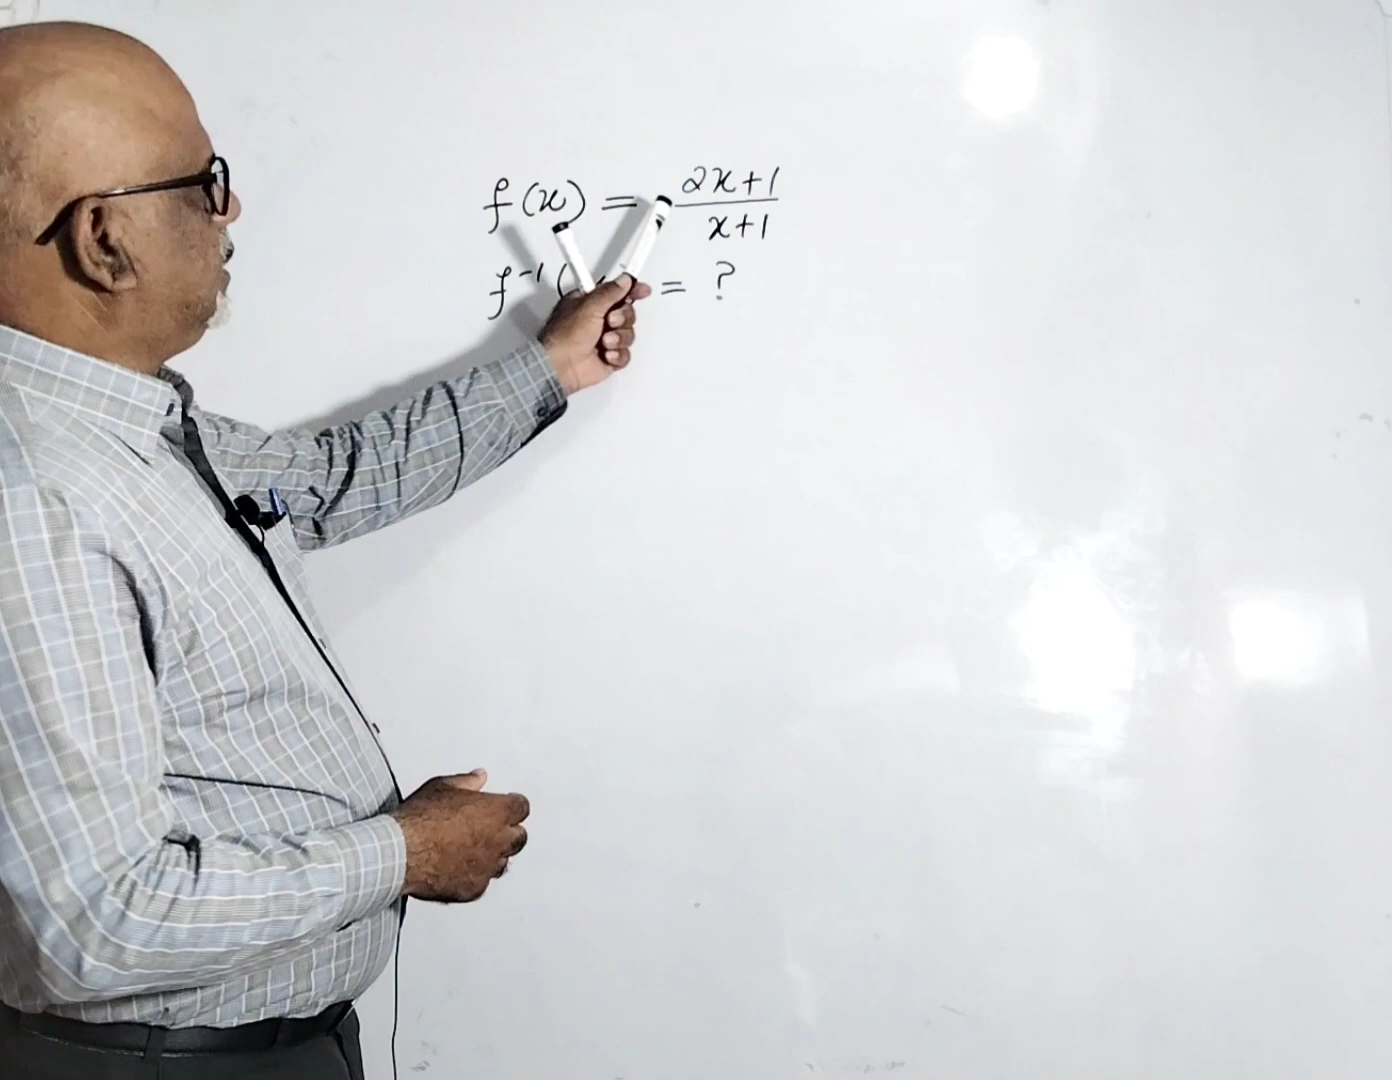 f(x) = 2x+1 / x+1
f⁻¹( = ?